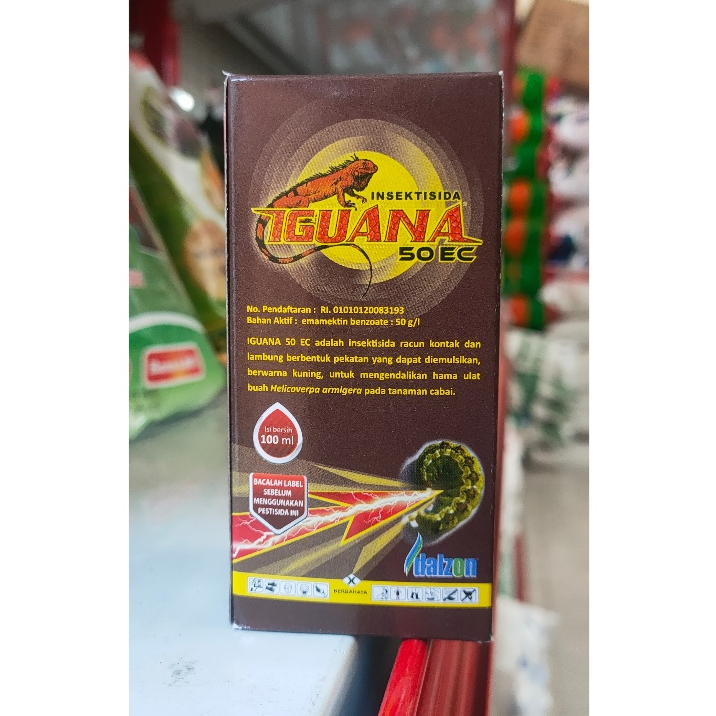 INSEKTISIDA
IGUANA
50 EC
No. Pendaftaran : RI. 01010120083193
Bahan Aktif : emamektin benzoate : 50 g/l
IGUANA 50 EC adalah Insektisida racun kontak dan
lambung berbentuk pekatan yang dapat diemulsikan,
berwarna kuning, untuk mengendalikan hama ulat
buah Helicoverpa armigera pada tanaman cabai.
Isi bersih
100 ml
BACALAH LABEL
SEBELUM
MENGGUNAKAN
PESTISIDA INI
dalzon
BERBAHAYA